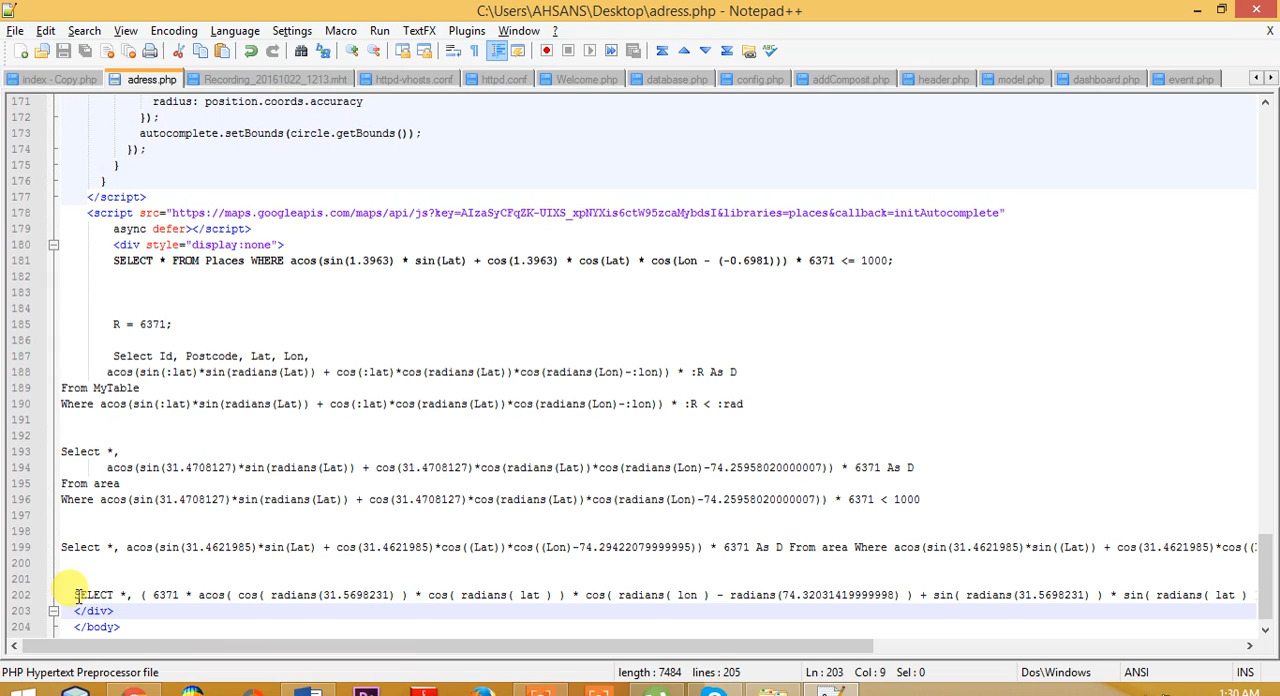 C:\Users\AHSANS\Desktop\adress.php - Notepad++
File Edit Search View Encoding Language Settings Macro Run TextFX Plugins Window ? X
index - Copy.php adress.php Recording_20161022_1213.mht httpd-vhosts.conf httpd.conf Welcome.php database.php config.php addComposit.php header.php model.php dashboard.php event.php
171 radius: position.coords.accuracy
172 });
173 autocomplete.setBounds(circle.getBounds());
174 });
175 }
176 }
177 </script>
178 <script src="https://maps.googleapis.com/maps/api/js?key=AIzaSyCFqZK-UIXS_xpNYXis6ctW95zcaMybdsI&libraries=places&callback=initAutocomplete"
179 async defer></script>
180 <div style="display:none">
181 SELECT * FROM Places WHERE acos(sin(1.3963) * sin(Lat) + cos(1.3963) * cos(Lat) * cos(Lon - (-0.6981))) * 6371 <= 1000;
182
183
184
185 R = 6371;
186
187 Select Id, Postcode, Lat, Lon,
188 acos(sin(:lat)*sin(radians(Lat)) + cos(:lat)*cos(radians(Lat))*cos(radians(Lon)-:lon)) * :R As D
189 From MyTable
190 Where acos(sin(:lat)*sin(radians(Lat)) + cos(:lat)*cos(radians(Lat))*cos(radians(Lon)-:lon)) * :R < :rad
191
192
193 Select *,
194 acos(sin(31.4708127)*sin(radians(Lat)) + cos(31.4708127)*cos(radians(Lat))*cos(radians(Lon)-74.25958020000007)) * 6371 As D
195 From area
196 Where acos(sin(31.4708127)*sin(radians(Lat)) + cos(31.4708127)*cos(radians(Lat))*cos(radians(Lon)-74.25958020000007)) * 6371 < 1000
197
198
199 Select *, acos(sin(31.4621985)*sin(Lat) + cos(31.4621985)*cos((Lat))*cos((Lon)-74.29422079999995)) * 6371 As D From area Where acos(sin(31.4621985)*sin((Lat)) + cos(31.4621985)*cos((
200
201
202 SELECT *, ( 6371 * acos( cos( radians(31.5698231) ) * cos( radians( lat ) ) * cos( radians( lon ) - radians(74.32031419999998) ) + sin( radians(31.5698231) ) * sin( radians( lat )
203 </div>
204 </body>
PHP Hypertext Preprocessor file length : 7484 lines : 205 Ln : 203 Col : 9 Sel : 0 Dos\Windows ANSI INS
1:30 AM